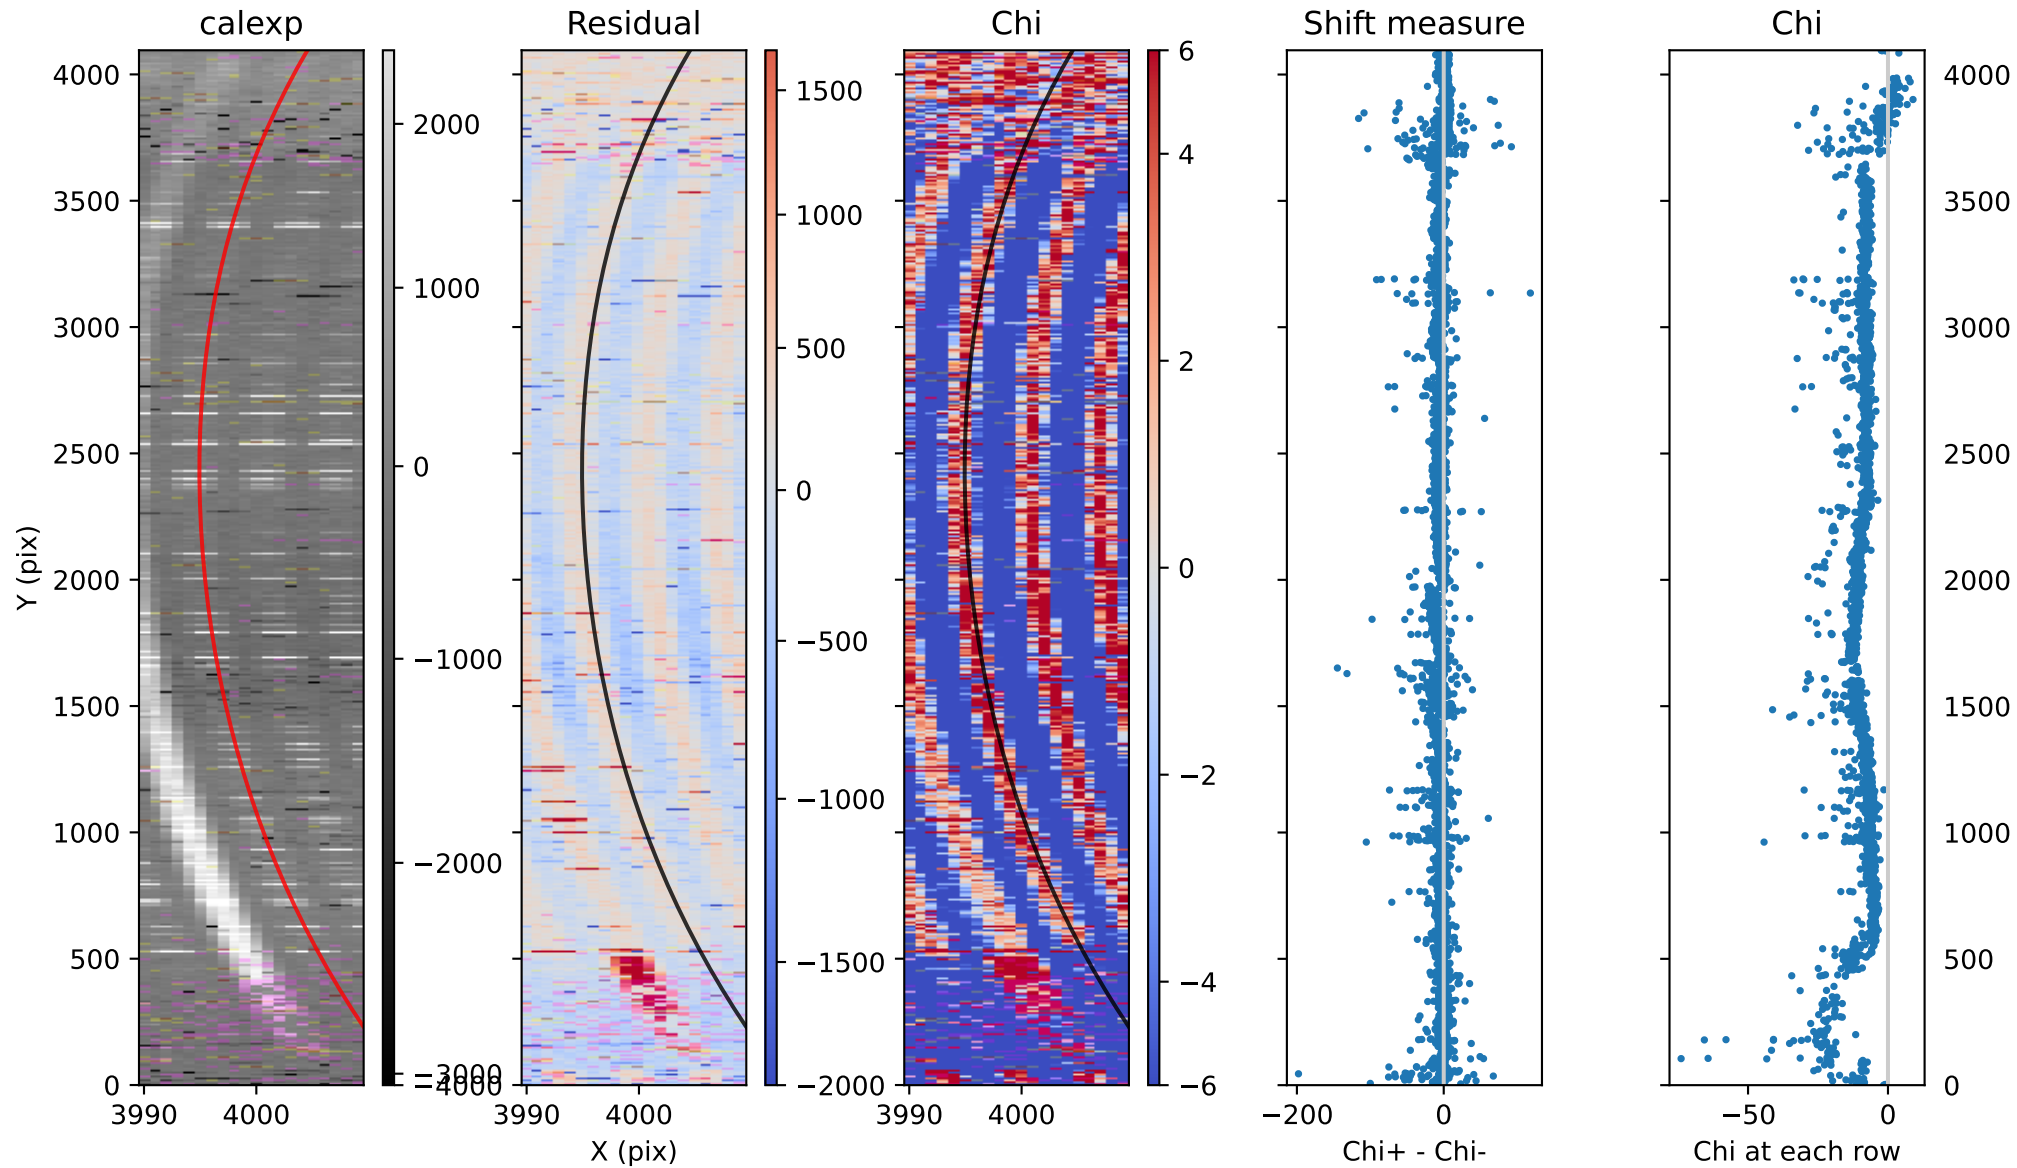 calexp Residual Chi Shift measure Chi
4000 3500 3000 2500 2000 1500 1000 500 0
Y (pix)
2000 1000 0 −1000 −2000 −3000 −4000
1500 1000 500 0 −500 −1000 −1500 −2000
6 4 2 0 −2 −4 −6
4000 3500 3000 2500 2000 1500 1000 500 0
3990 4000 3990 4000 3990 4000 −200 0 −50 0
X (pix) Chi+ - Chi- Chi at each row